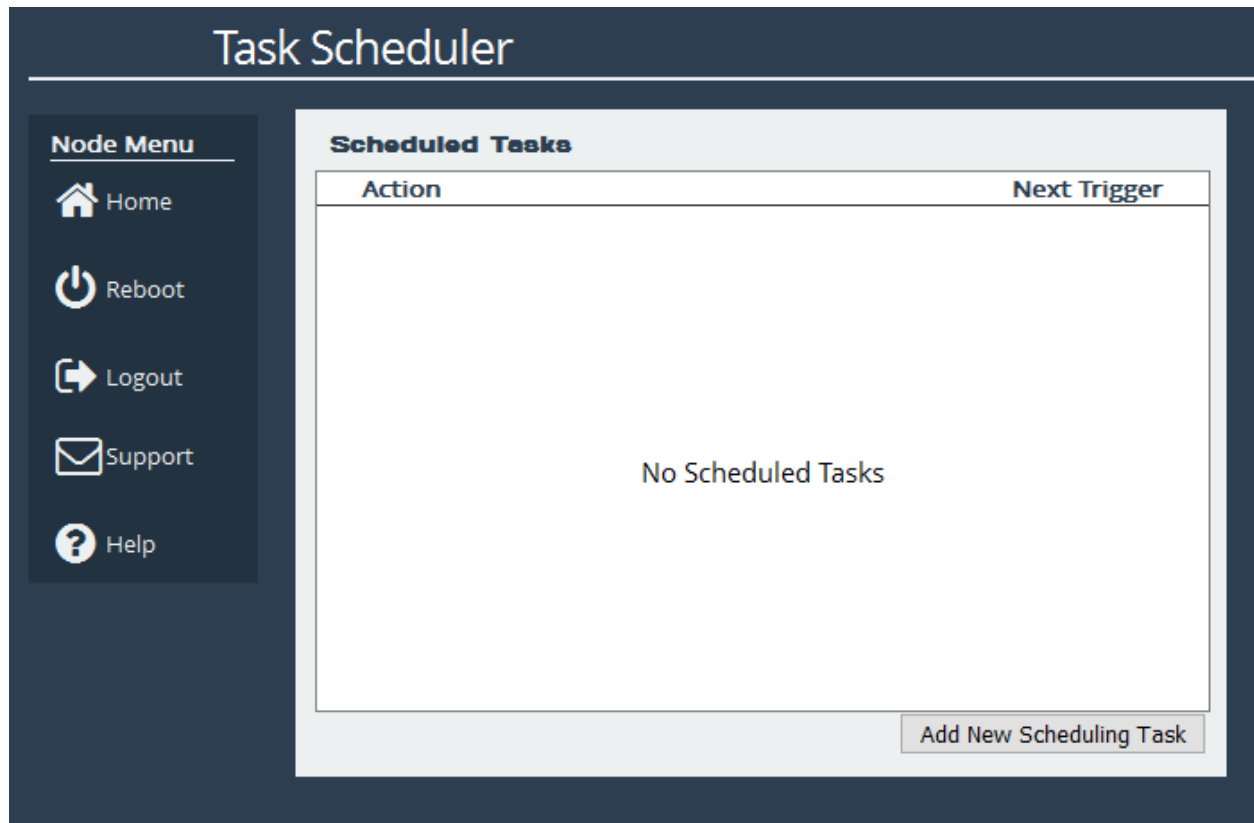 Task Scheduler
Node Menu
Home
Reboot
Logout
Support
Help
Scheduled Tasks
Action Next Trigger
No Scheduled Tasks
Add New Scheduling Task